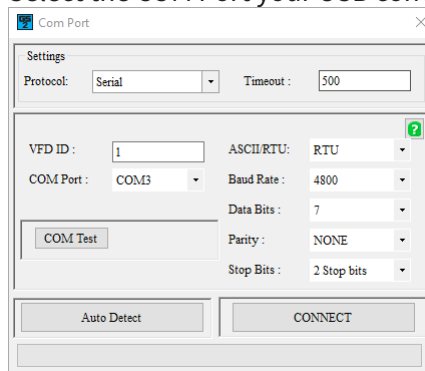 Com Port
Settings
Protocol: Serial Timeout : 500
VFD ID : 1 ASCII/RTU: RTU
COM Port : COM3 Baud Rate : 4800
Data Bits : 7
COM Test Parity : NONE
Stop Bits : 2 Stop bits
Auto Detect CONNECT